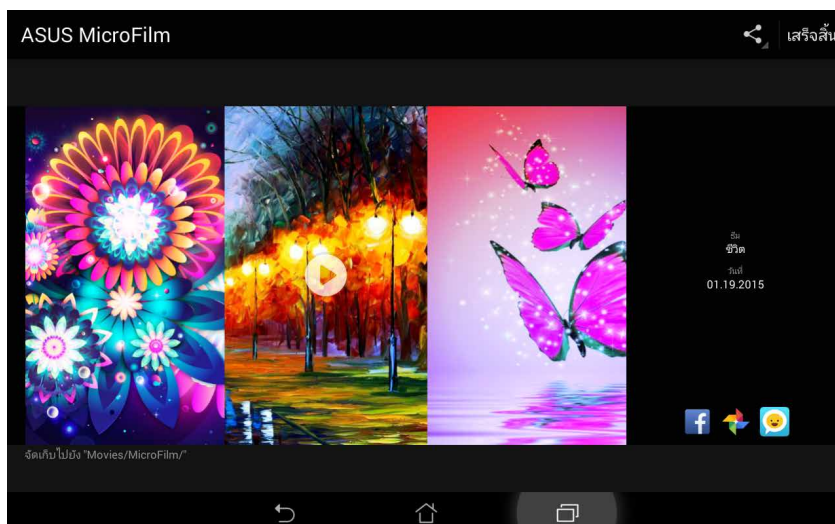 ASUS MicroFilm
เสร็จสิ้น
ธีม
ชีวิต
วันที่
01.19.2015
จัดเก็บไปยัง "Movies/MicroFilm/"